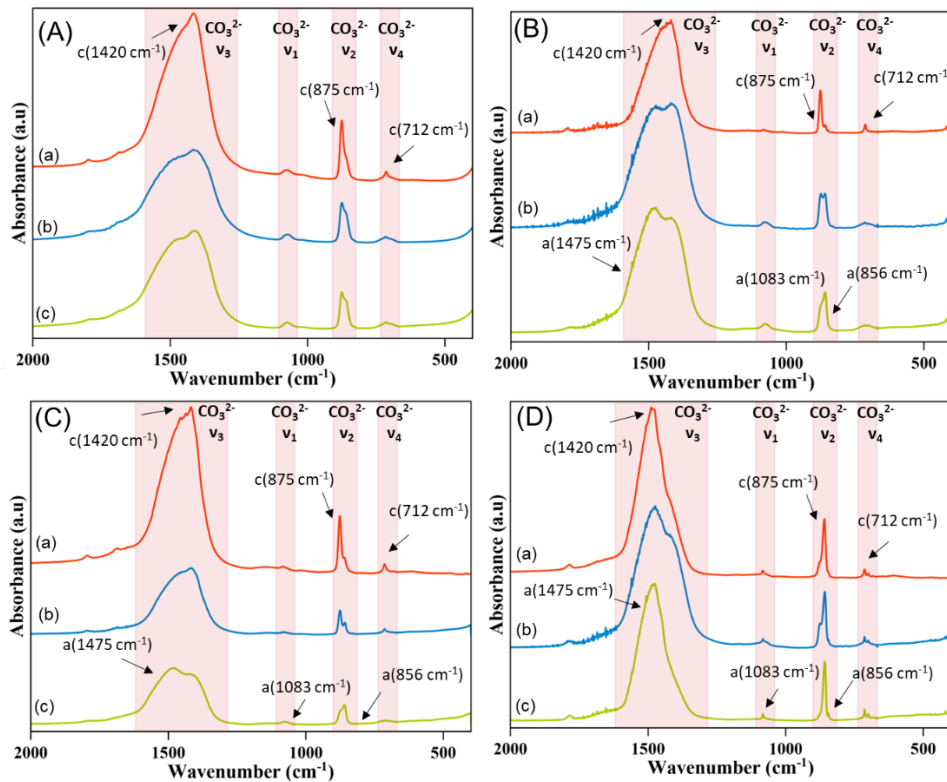 (A)
CO₃²⁻ CO₃²⁻ CO₃²⁻ CO₃²⁻
ν₃ ν₁ ν₂ ν₄
c(1420 cm⁻¹)
c(875 cm⁻¹)
c(712 cm⁻¹)
(a)
(b)
(c)
Absorbance (a.u)
2000 1500 1000 500
Wavenumber (cm⁻¹)
(B)
CO₃²⁻ CO₃²⁻ CO₃²⁻ CO₃²⁻
ν₃ ν₁ ν₂ ν₄
c(1420 cm⁻¹)
c(875 cm⁻¹)
c(712 cm⁻¹)
(a)
(b)
a(1475 cm⁻¹)
a(1083 cm⁻¹)
a(856 cm⁻¹)
(c)
Absorbance (a.u)
2000 1500 1000 500
Wavenumber (cm⁻¹)
(C)
CO₃²⁻ CO₃²⁻ CO₃²⁻ CO₃²⁻
ν₃ ν₁ ν₂ ν₄
c(1420 cm⁻¹)
c(875 cm⁻¹)
c(712 cm⁻¹)
(a)
(b)
a(1475 cm⁻¹)
a(1083 cm⁻¹)
a(856 cm⁻¹)
(c)
Absorbance (a.u)
2000 1500 1000 500
Wavenumber (cm⁻¹)
(D)
CO₃²⁻ CO₃²⁻ CO₃²⁻ CO₃²⁻
ν₃ ν₁ ν₂ ν₄
c(1420 cm⁻¹)
c(875 cm⁻¹)
c(712 cm⁻¹)
(a)
a(1475 cm⁻¹)
(b)
a(1083 cm⁻¹)
a(856 cm⁻¹)
(c)
Absorbance (a.u)
2000 1500 1000 500
Wavenumber (cm⁻¹)